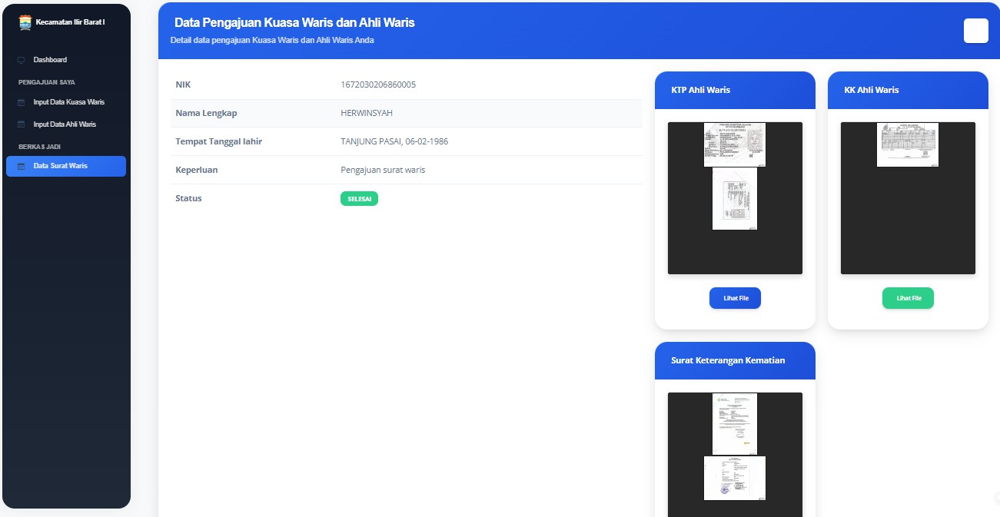 Kecamatan Ilir Barat I
Dashboard
PENGAJUAN SAYA
Input Data Kuasa Waris
Input Data Ahli Waris
BERKAS JADI
Data Surat Waris
Data Pengajuan Kuasa Waris dan Ahli Waris
Detail data pengajuan Kuasa Waris dan Ahli Waris Anda
NIK 1672030206860005
Nama Lengkap HERWINSYAH
Tempat Tanggal lahir TANJUNG PASAI, 06-02-1986
Keperluan Pengajuan surat waris
Status SELESAI
KTP Ahli Waris
Lihat File
KK Ahli Waris
Lihat File
Surat Keterangan Kematian